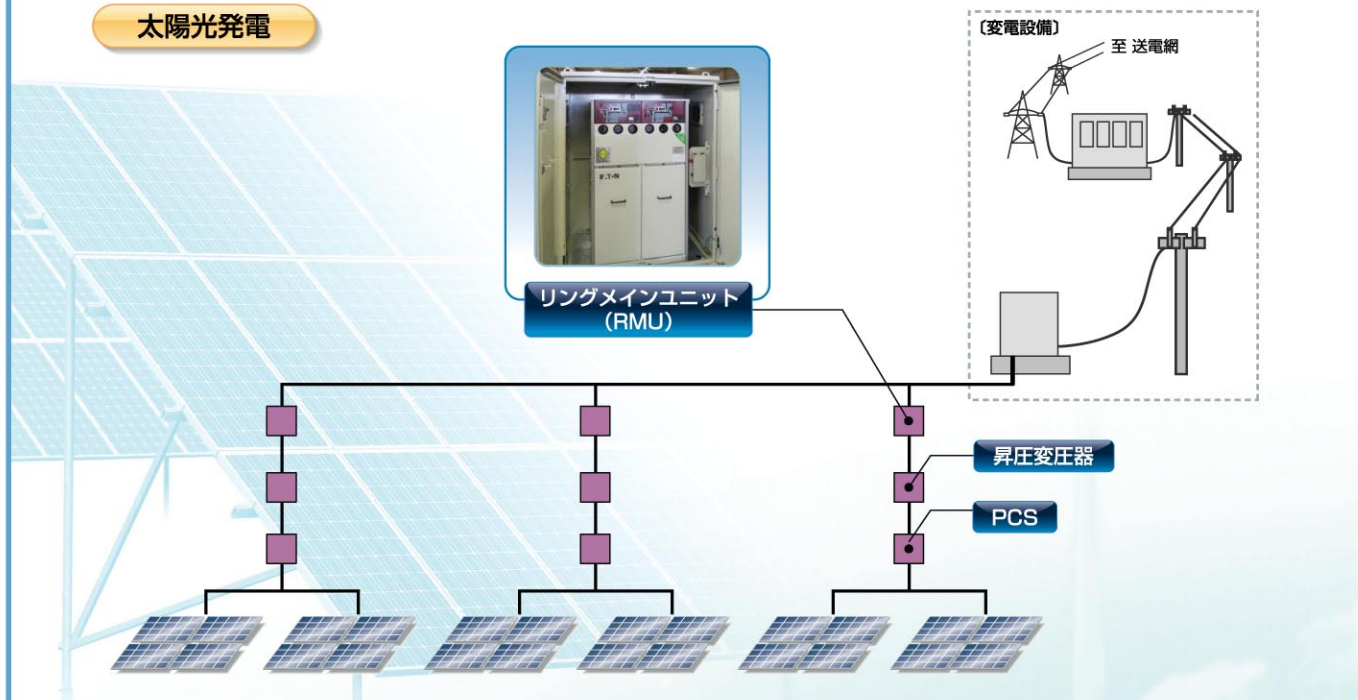 太陽光発電
〔変電設備〕
至 送電網
E・T・N
リングメインユニット
(RMU)
昇圧変圧器
PCS